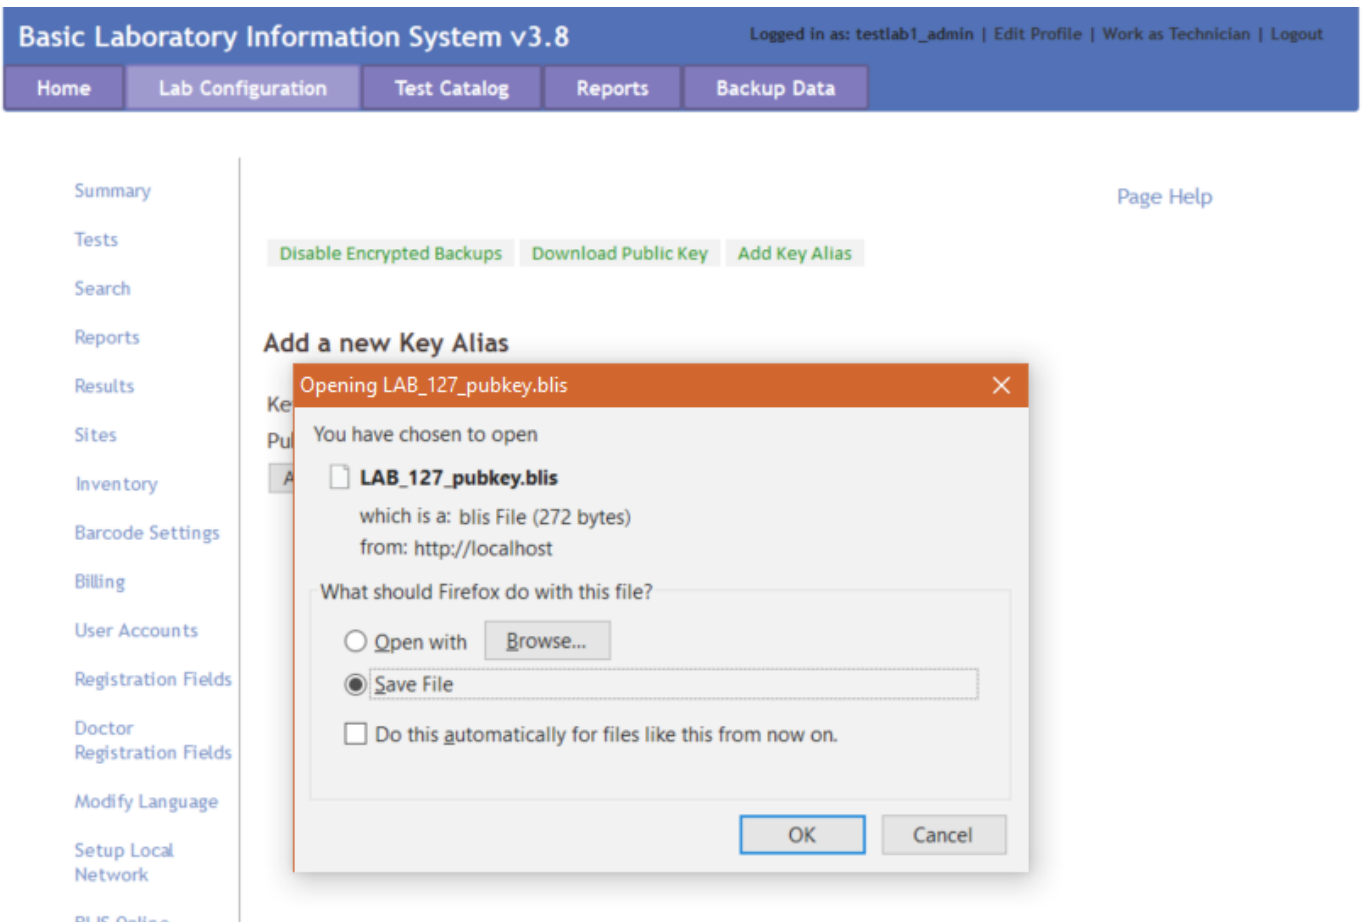 Basic Laboratory Information System v3.8
Logged in as: testlab1_admin | Edit Profile | Work as Technician | Logout
Home
Lab Configuration
Test Catalog
Reports
Backup Data
Summary
Tests
Search
Reports
Results
Sites
Inventory
Barcode Settings
Billing
User Accounts
Registration Fields
Doctor
Registration Fields
Modify Language
Setup Local
Network
Page Help
Disable Encrypted Backups
Download Public Key
Add Key Alias
Add a new Key Alias
Opening LAB_127_pubkey.blis
You have chosen to open
LAB_127_pubkey.blis
which is a: blis File (272 bytes)
from: http://localhost
What should Firefox do with this file?
Open with
Browse...
Save File
Do this automatically for files like this from now on.
OK
Cancel